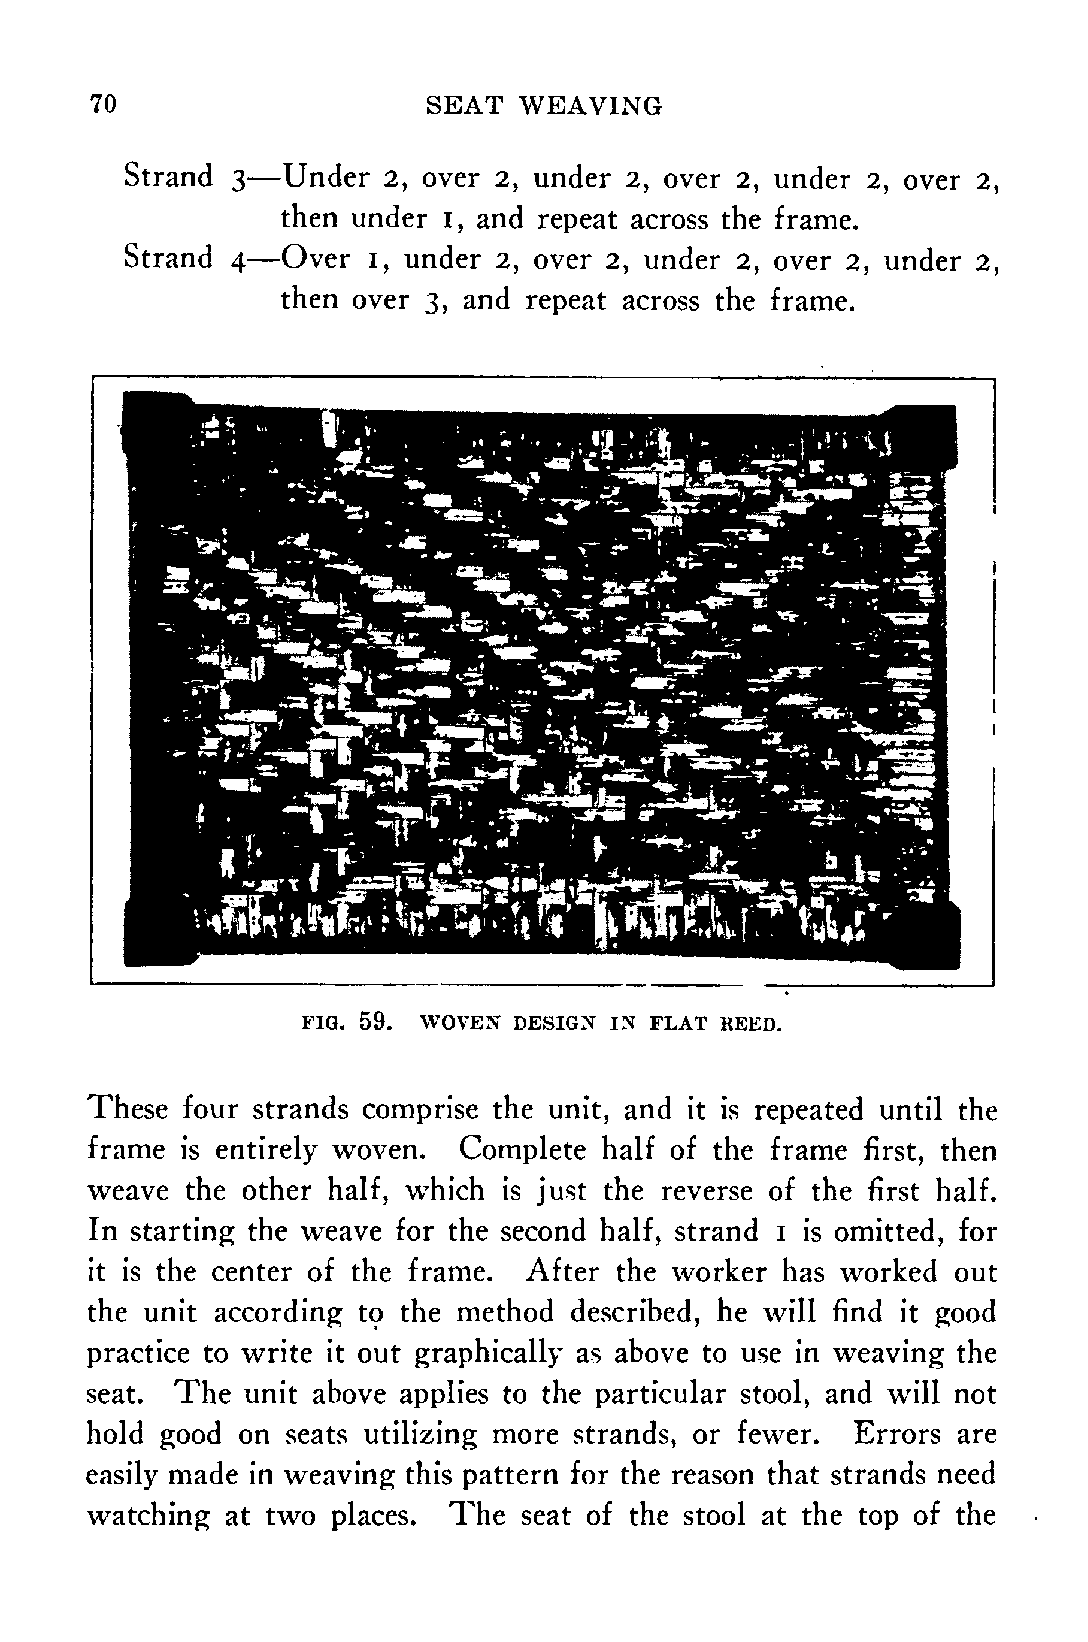 70 SEAT WEAVING
Strand 3—Under 2, over 2, under 2, over 2, under 2, over 2,
then under 1, and repeat across the frame.
Strand 4—Over 1, under 2, over 2, under 2, over 2, under 2,
then over 3, and repeat across the frame.
FIG. 59. WOVEN DESIGN IN FLAT REED.
These four strands comprise the unit, and it is repeated until the
frame is entirely woven. Complete half of the frame first, then
weave the other half, which is just the reverse of the first half.
In starting the weave for the second half, strand 1 is omitted, for
it is the center of the frame. After the worker has worked out
the unit according to the method described, he will find it good
practice to write it out graphically as above to use in weaving the
seat. The unit above applies to the particular stool, and will not
hold good on seats utilizing more strands, or fewer. Errors are
easily made in weaving this pattern for the reason that strands need
watching at two places. The seat of the stool at the top of the